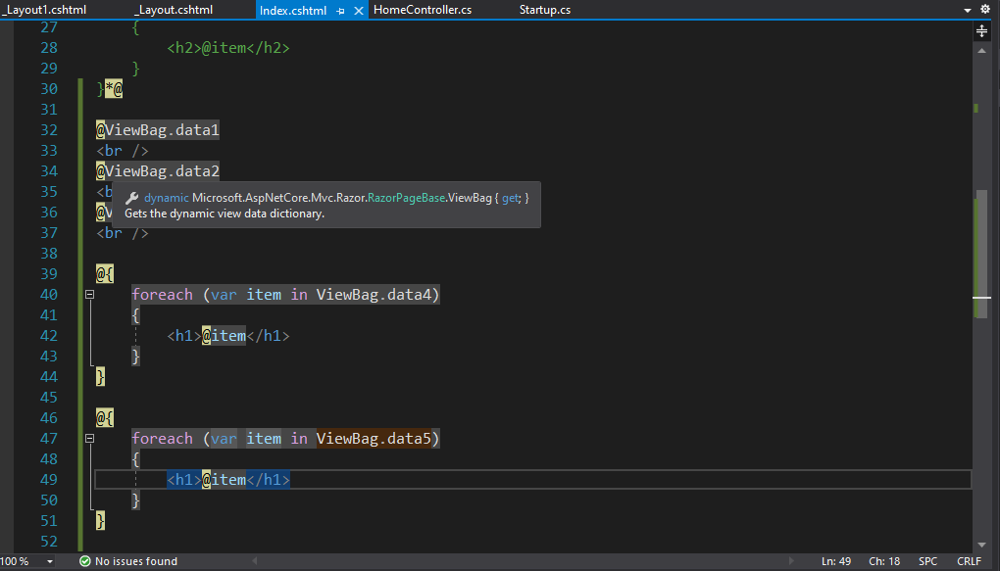 _Layout1.cshtml _Layout.cshtml Index.cshtml HomeController.cs Startup.cs
27 {
28 <h2>@item</h2>
29 }
30 }*@
31
32 @ViewBag.data1
33 <br />
34 @ViewBag.data2
35 <b
dynamic Microsoft.AspNetCore.Mvc.Razor.RazorPageBase.ViewBag { get; }
36 @V
Gets the dynamic view data dictionary.
37 <br />
38
39 @{
40 foreach (var item in ViewBag.data4)
41 {
42 <h1>@item</h1>
43 }
44 }
45
46 @{
47 foreach (var item in ViewBag.data5)
48 {
49 <h1>@item</h1>
50 }
51 }
52
100 % No issues found Ln: 49 Ch: 18 SPC CRLF